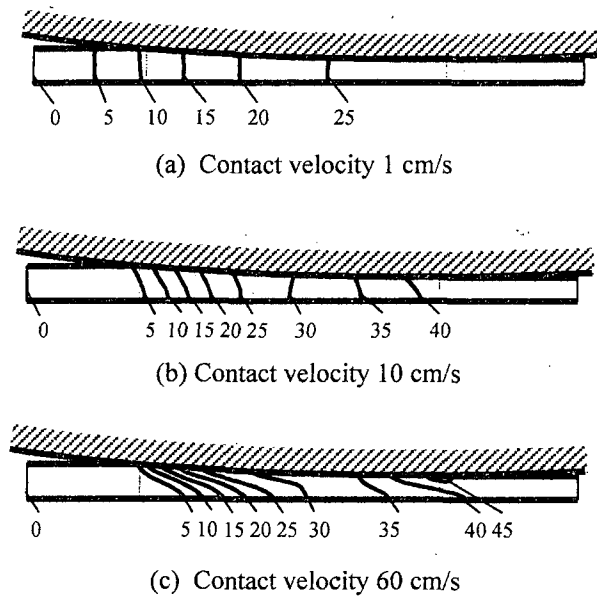 0 5 10 15 20 25
(a) Contact velocity 1 cm/s
0 5 10 15 20 25 30 35 40
(b) Contact velocity 10 cm/s
0 5 10 15 20 25 30 35 40 45
(c) Contact velocity 60 cm/s